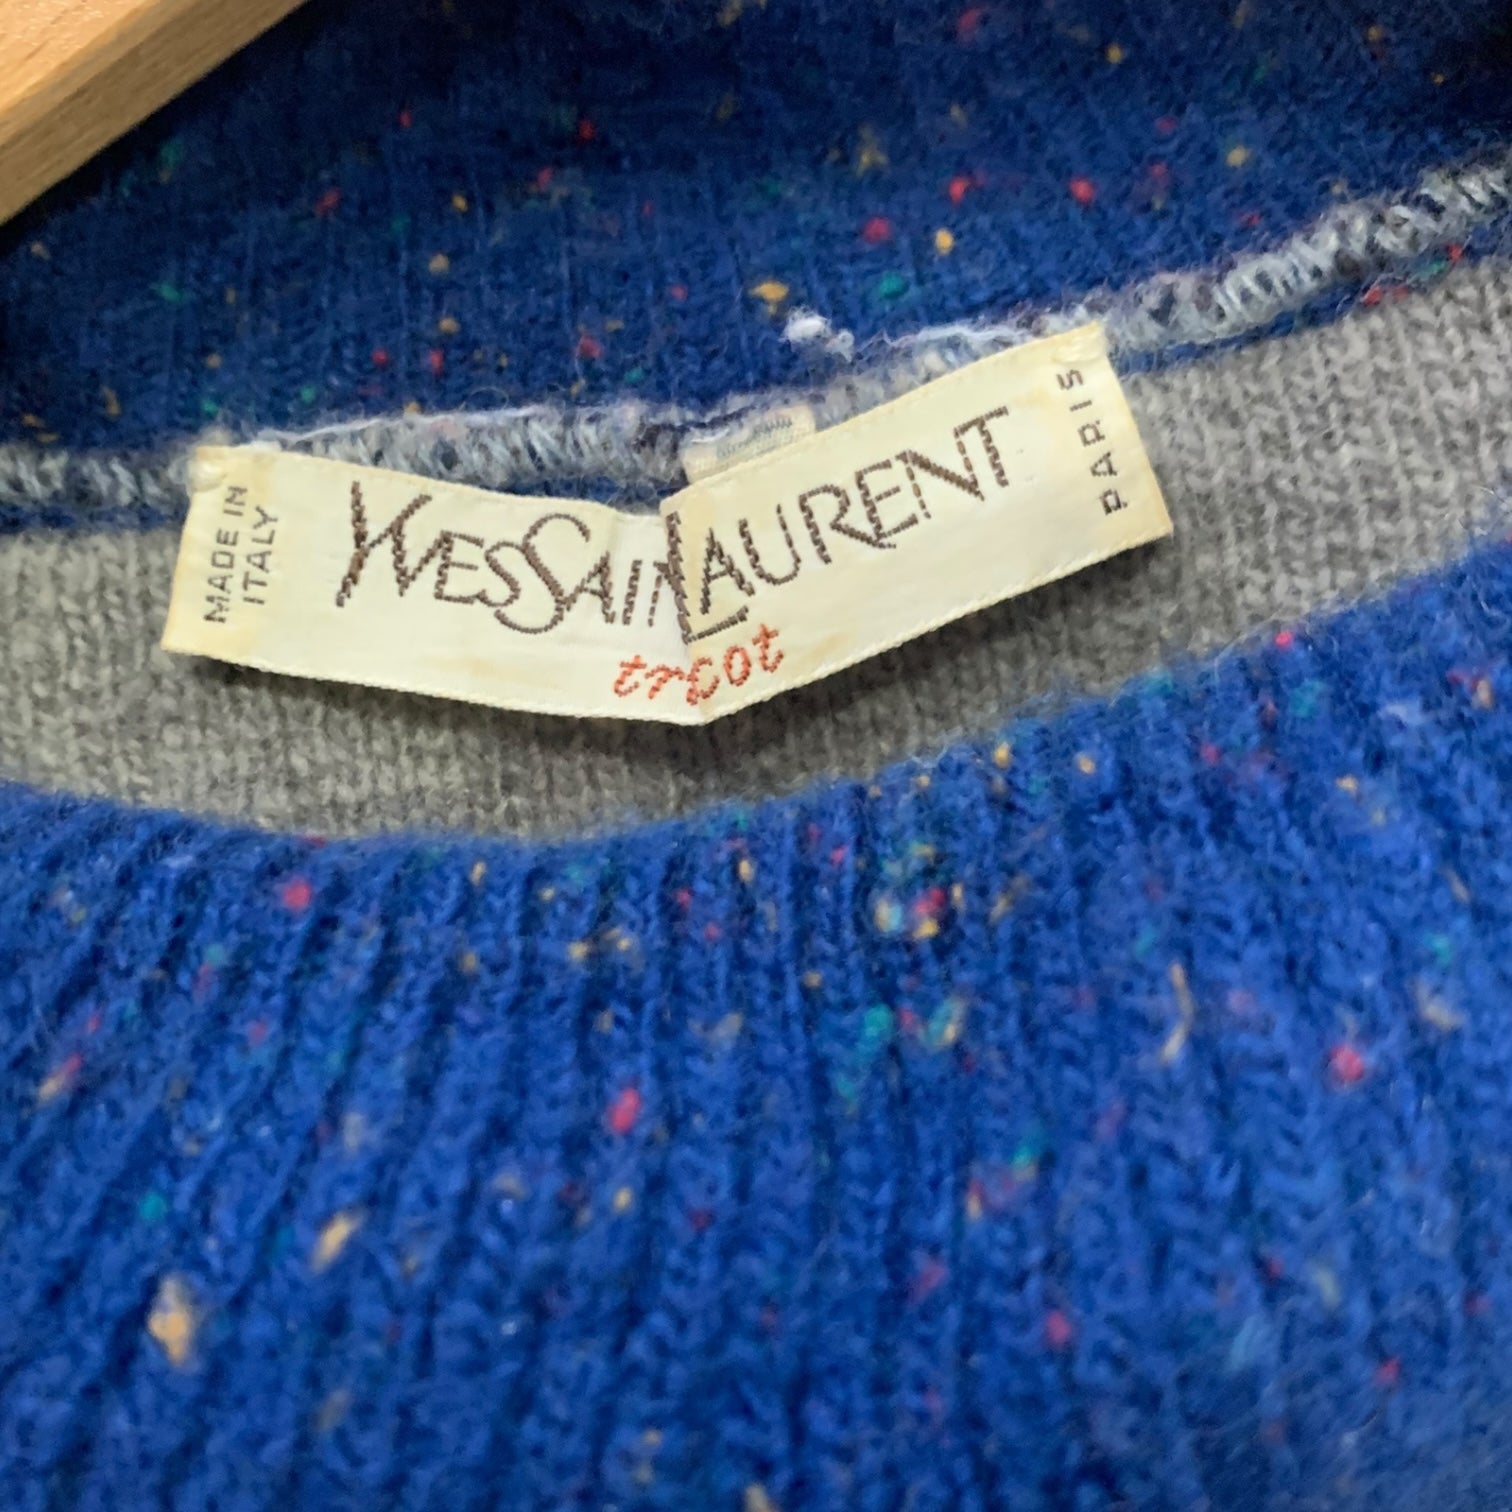 MADE IN
ITALY
YVESSAINTLAURENT
tricot
PARIS